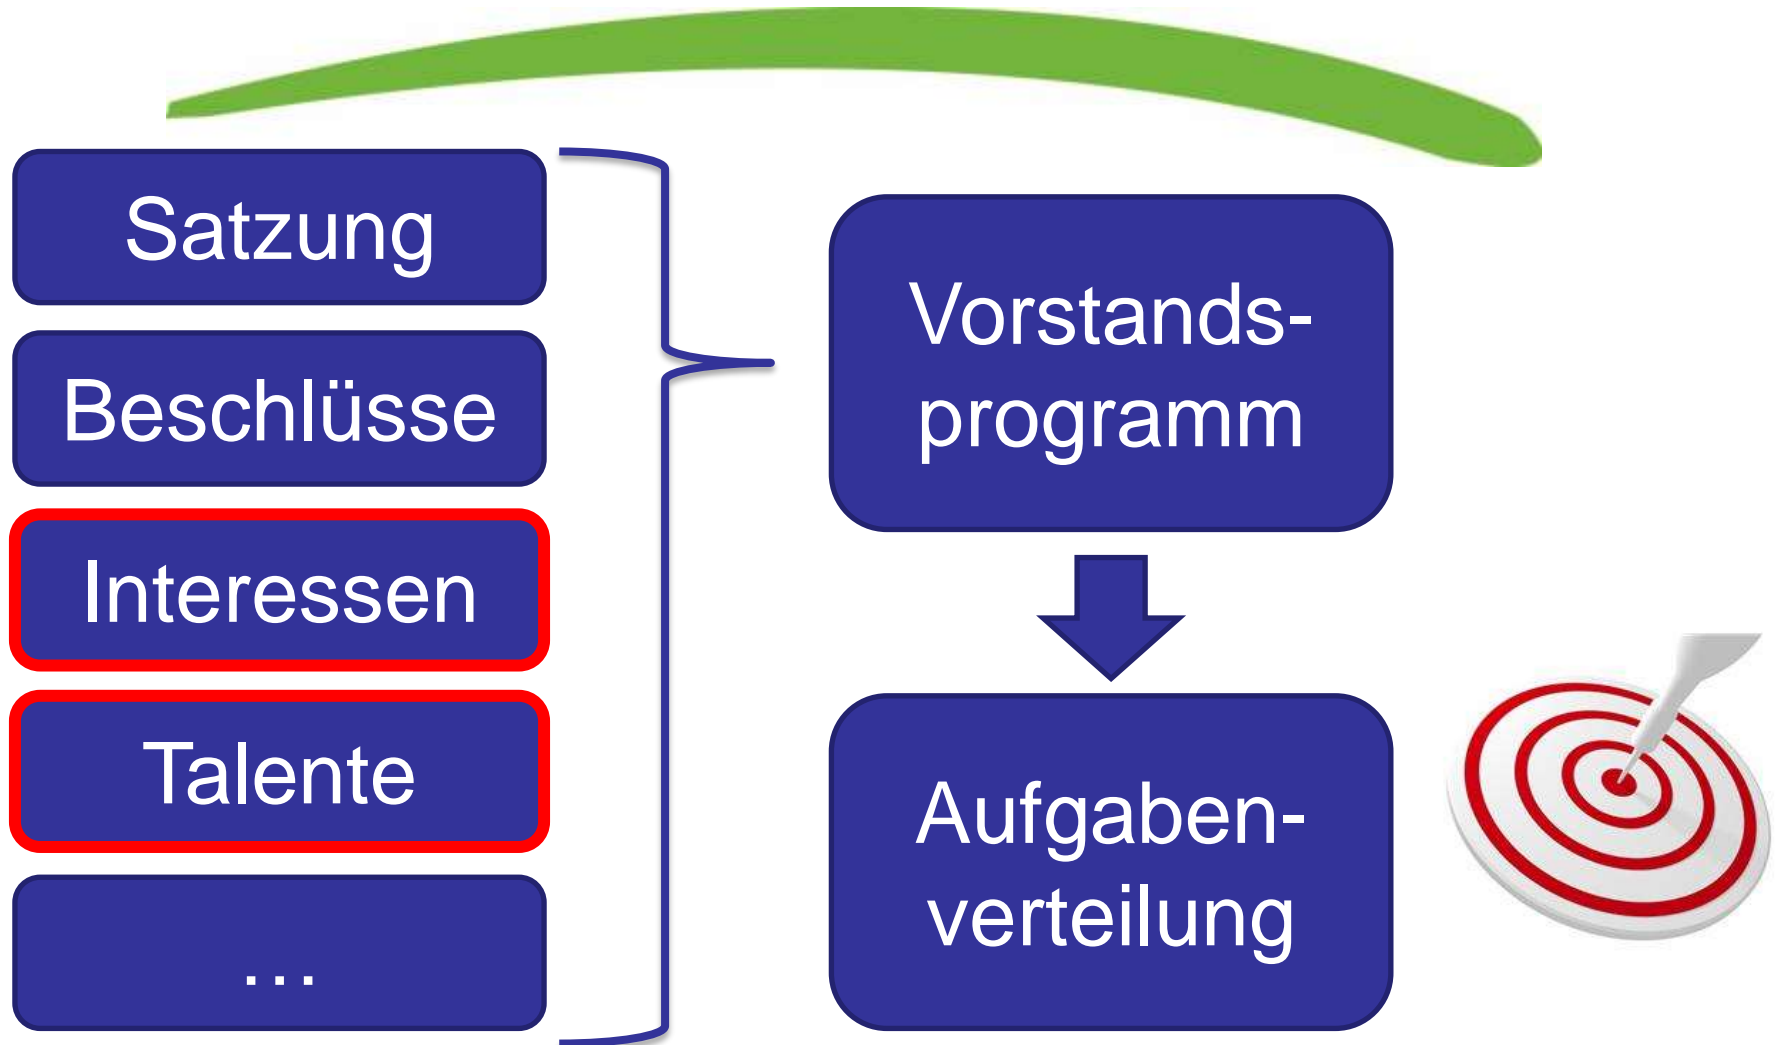 Satzung
Beschlüsse
Interessen
Talente
…
Vorstands-
programm
Aufgaben-
verteilung